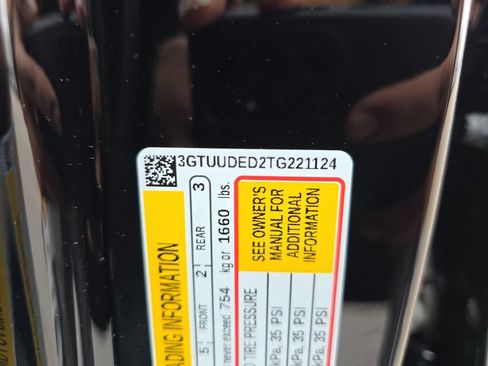 3GTUUDED2TG221124
ADING INFORMATION
5 FRONT 2 REAR 3
never exceed 754 kg or 1660 lbs.
SEE OWNER'S
MANUAL FOR
ADDITIONAL
INFORMATION
TIRE PRESSURE
kPa, 35 PSI
kPa, 35 PSI
kPa, 35 PSI